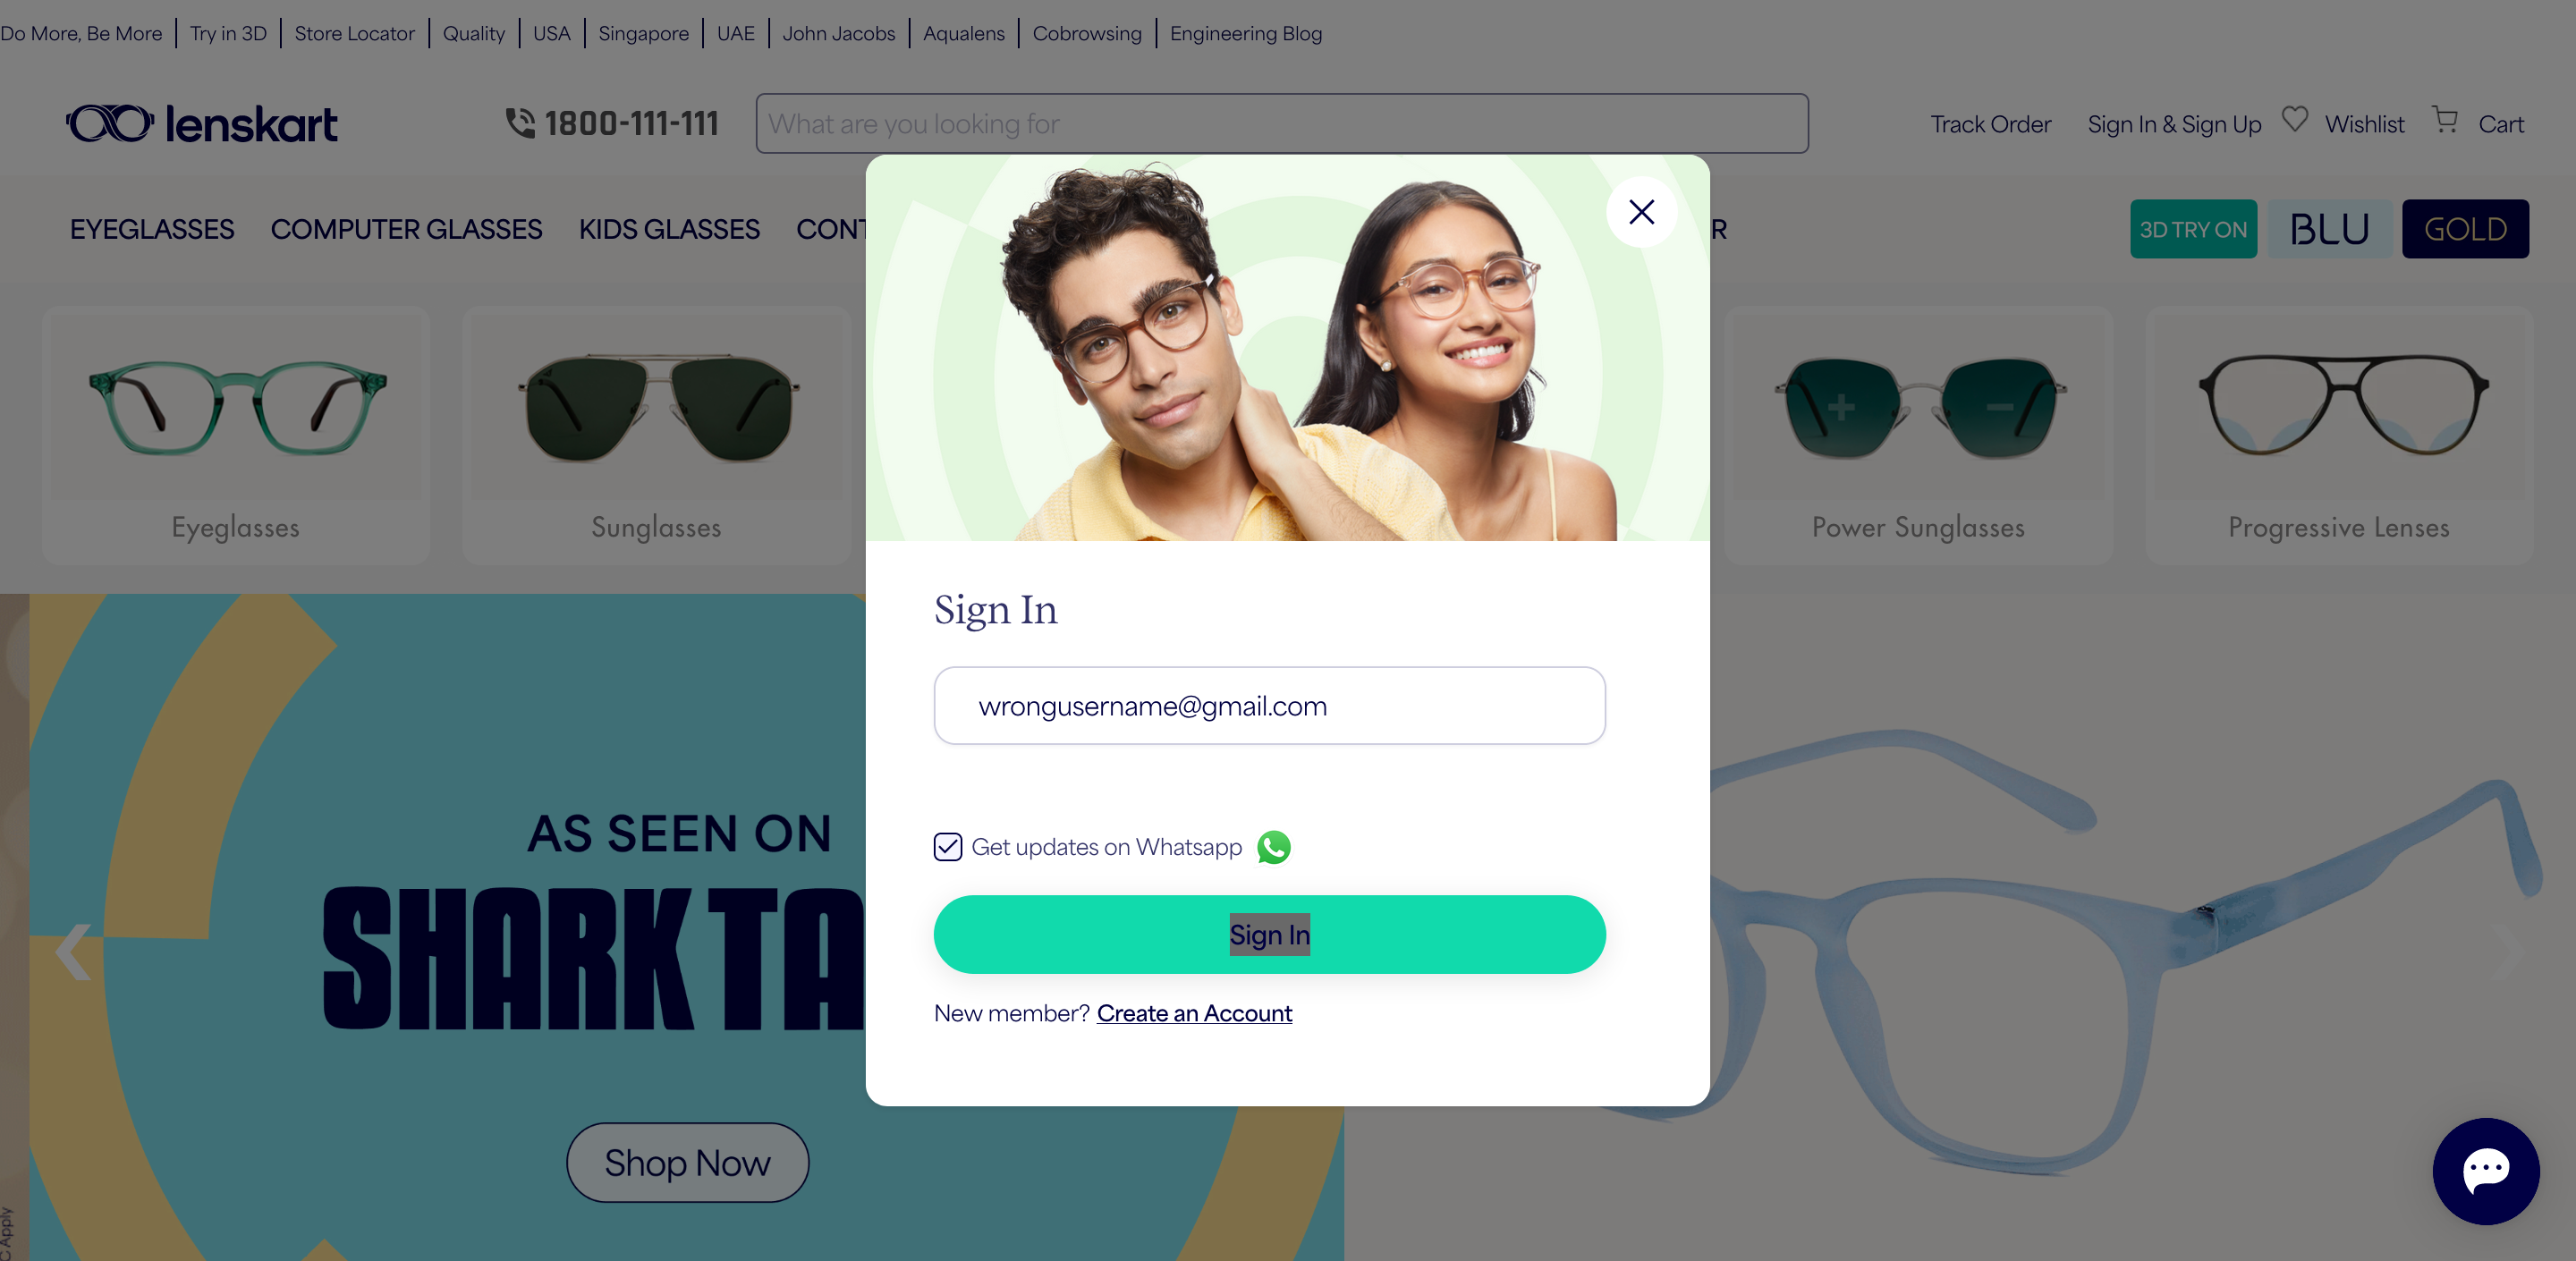 Do More, Be More | Try in 3D | Store Locator | Quality | USA | Singapore | UAE | John Jacobs | Aqualens | Cobrowsing | Engineering Blog
lenskart 1800-111-111 What are you looking for Track Order Sign In & Sign Up Wishlist Cart
EYEGLASSES COMPUTER GLASSES KIDS GLASSES CONT R 3D TRY ON BLU GOLD
Eyeglasses Sunglasses Power Sunglasses Progressive Lenses
Sign In
wrongusername@gmail.com
AS SEEN ON
Get updates on Whatsapp
SHARK TA
Sign In
New member? Create an Account
Shop Now
C Apply